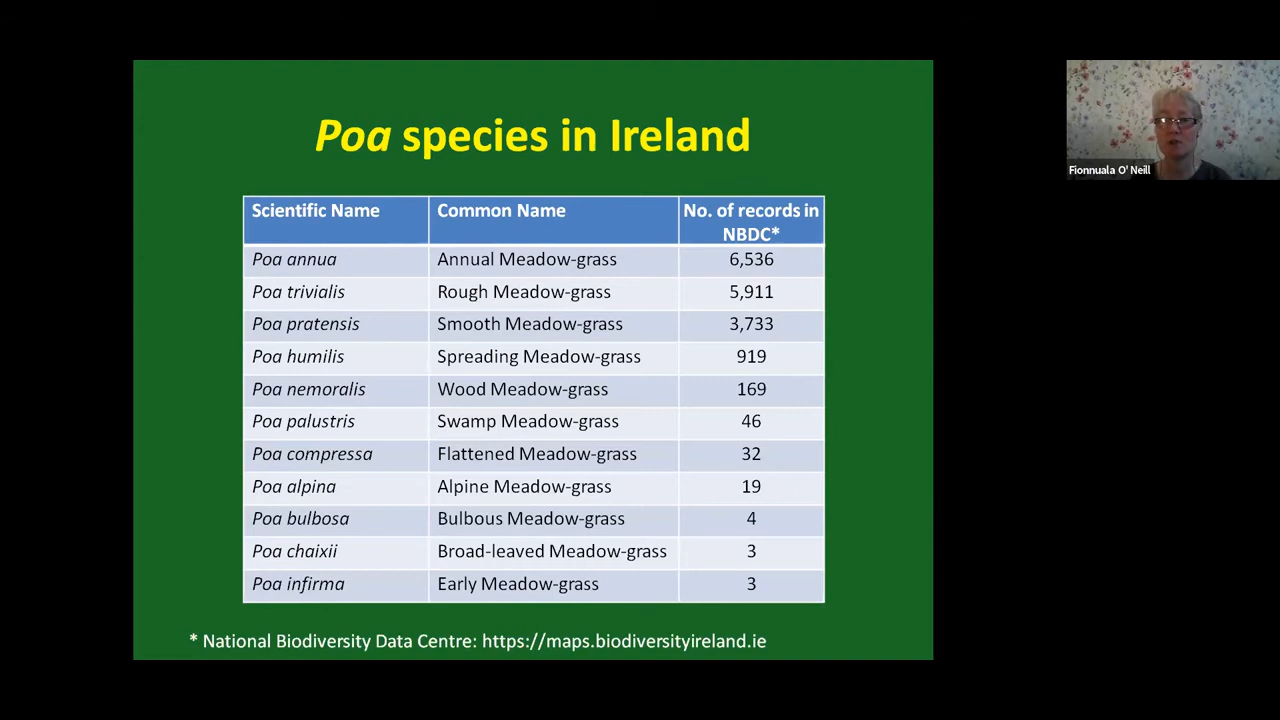 Poa species in Ireland
Scientific Name Common Name No. of records in NBDC*
Poa annua Annual Meadow-grass 6,536
Poa trivialis Rough Meadow-grass 5,911
Poa pratensis Smooth Meadow-grass 3,733
Poa humilis Spreading Meadow-grass 919
Poa nemoralis Wood Meadow-grass 169
Poa palustris Swamp Meadow-grass 46
Poa compressa Flattened Meadow-grass 32
Poa alpina Alpine Meadow-grass 19
Poa bulbosa Bulbous Meadow-grass 4
Poa chaixii Broad-leaved Meadow-grass 3
Poa infirma Early Meadow-grass 3
* National Biodiversity Data Centre: https://maps.biodiversityireland.ie
Fionnuala O' Neill